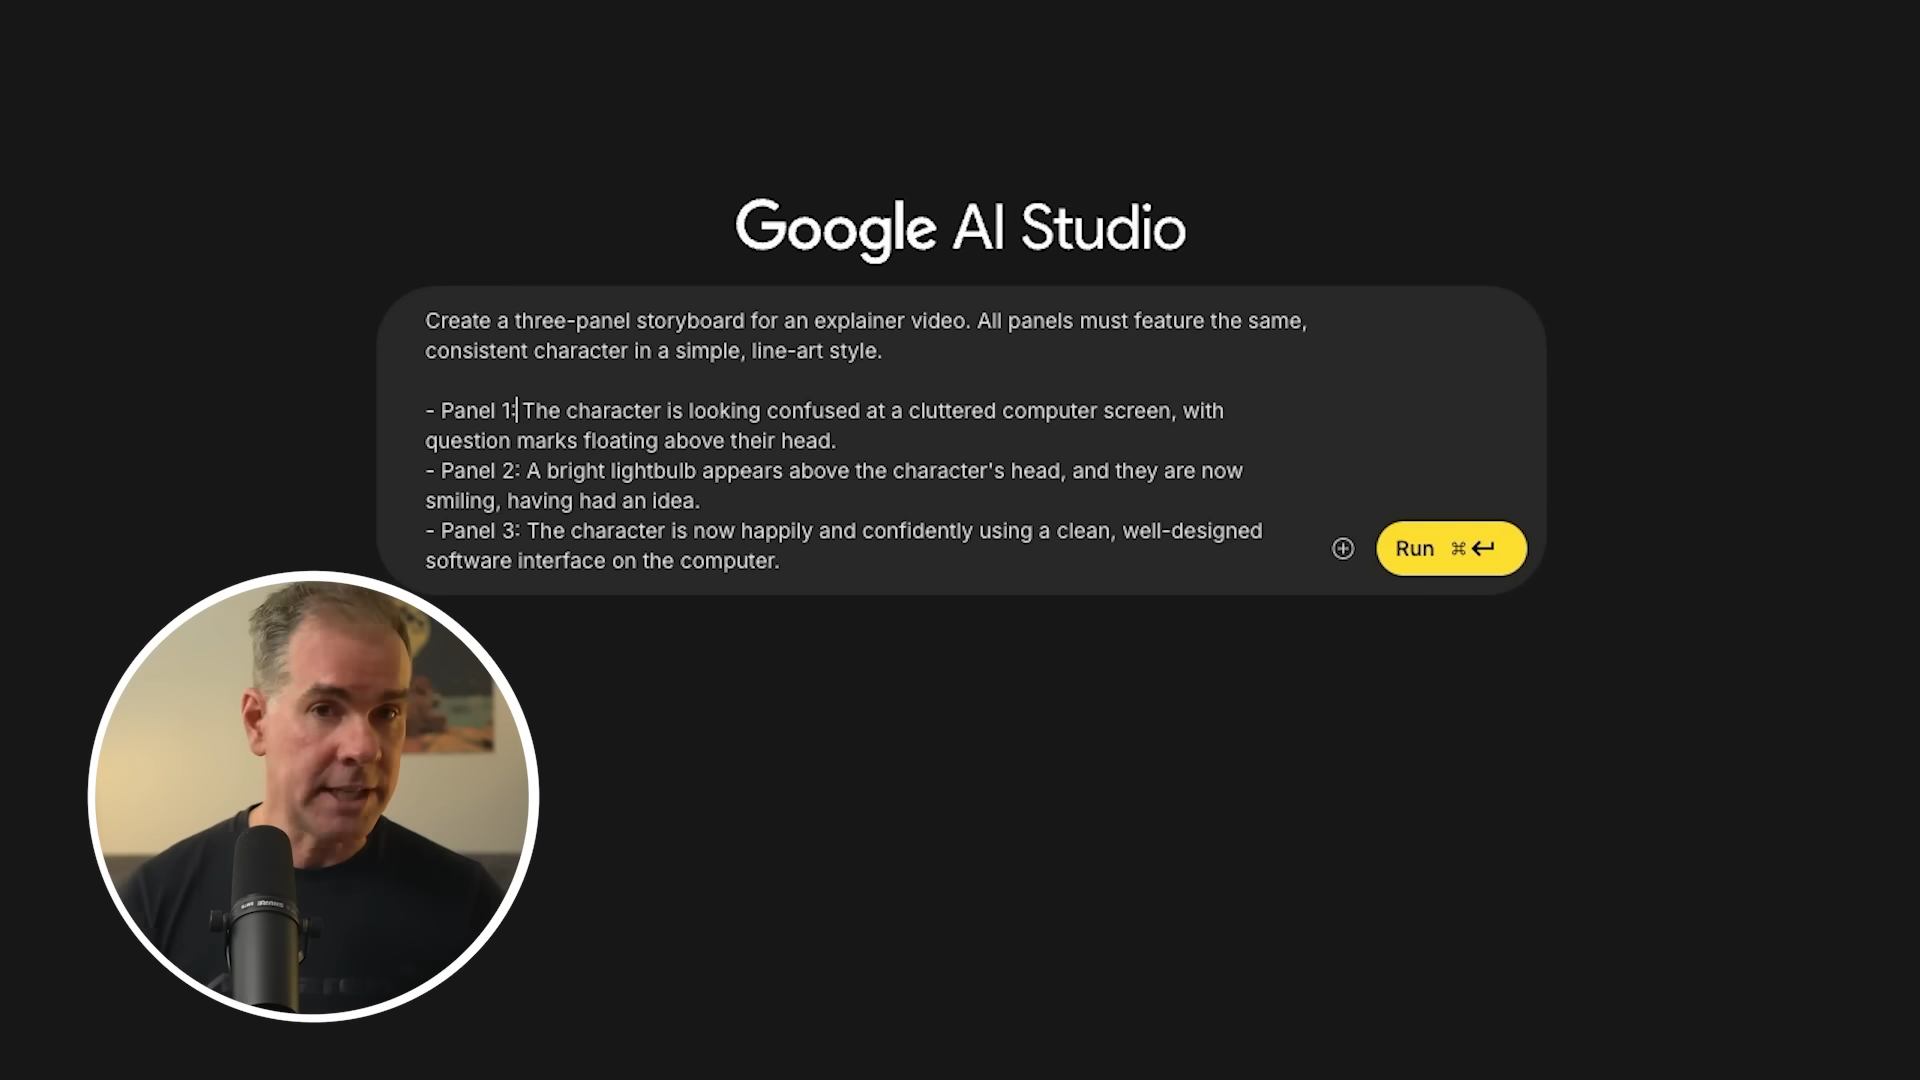 Google AI Studio
Create a three-panel storyboard for an explainer video. All panels must feature the same,
consistent character in a simple, line-art style.
- Panel 1: The character is looking confused at a cluttered computer screen, with
question marks floating above their head.
- Panel 2: A bright lightbulb appears above the character's head, and they are now
smiling, having had an idea.
- Panel 3: The character is now happily and confidently using a clean, well-designed
software interface on the computer.
Run ⌘↵